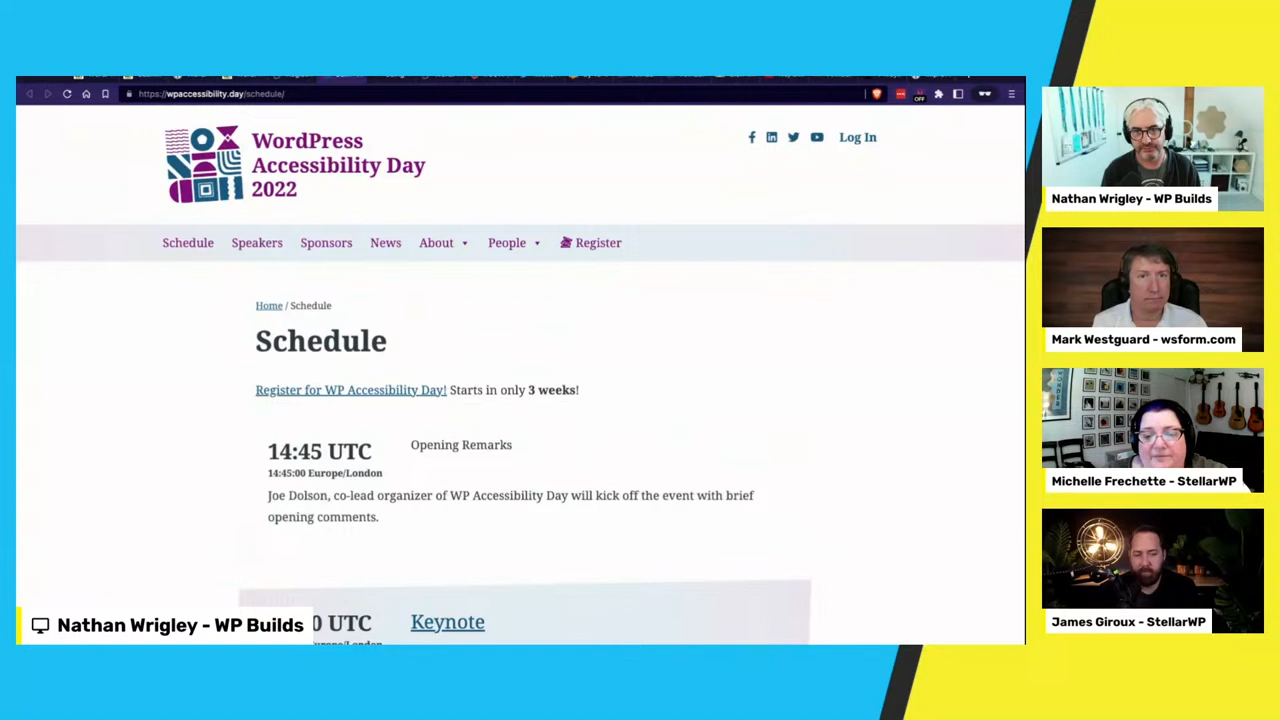 https://wpaccessibility.day/schedule/
OFF
WordPress
Accessibility Day
2022
Log In
Schedule Speakers Sponsors News About People Register
Home / Schedule
Schedule
Register for WP Accessibility Day! Starts in only 3 weeks!
14:45 UTC Opening Remarks
14:45:00 Europe/London
Joe Dolson, co-lead organizer of WP Accessibility Day will kick off the event with brief
opening comments.
0 UTC Keynote
Nathan Wrigley - WP Builds
Nathan Wrigley - WP Builds
Mark Westguard - wsform.com
Michelle Frechette - StellarWP
James Giroux - StellarWP